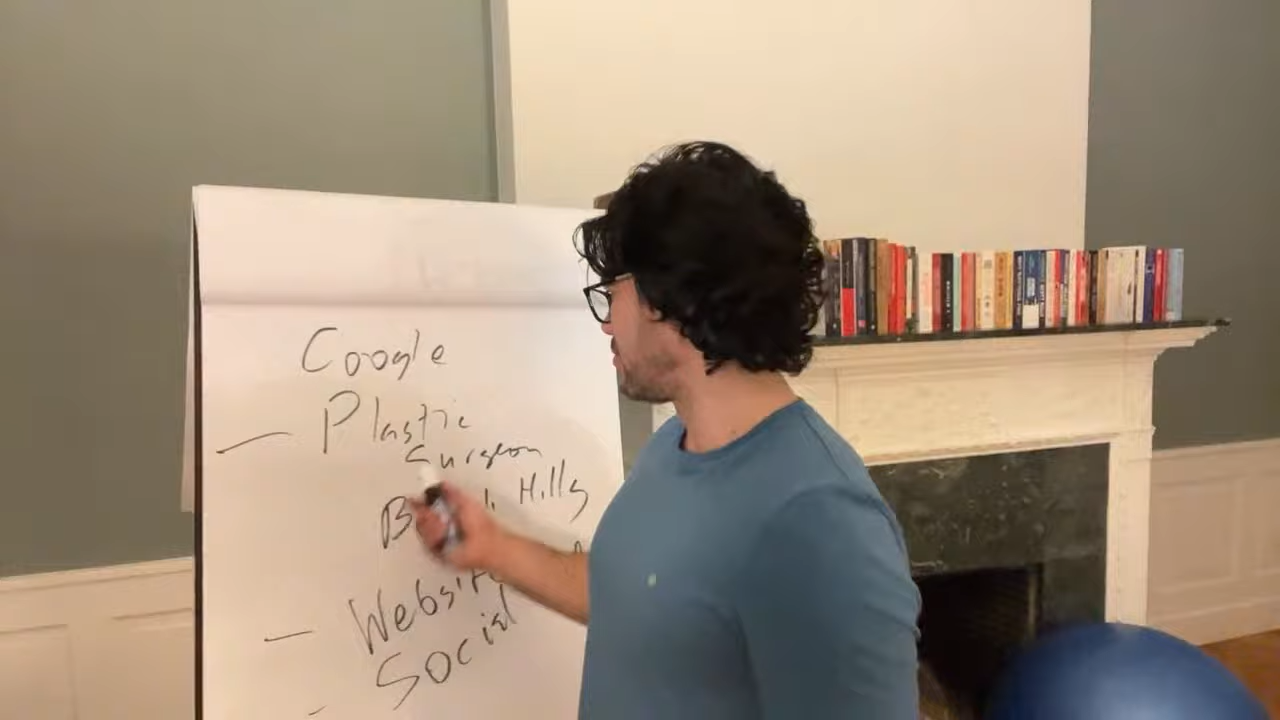 Google
— Plastic
Surgeon
Hills
— Website
Social
—